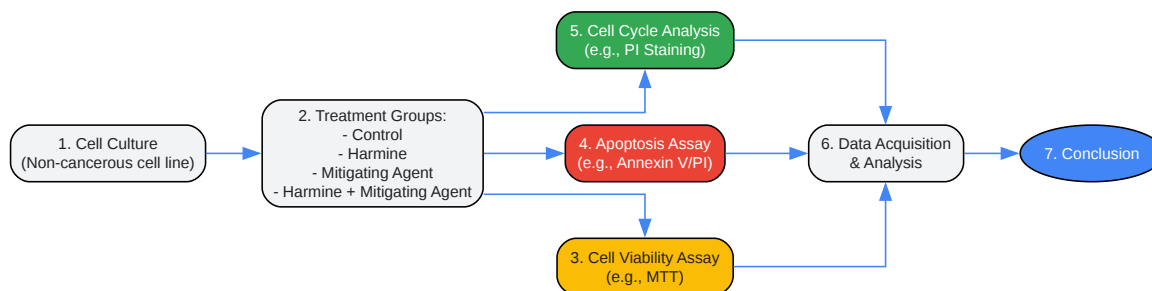 1. Cell Culture
(Non-cancerous cell line)
2. Treatment Groups:
- Control
- Harmine
- Mitigating Agent
- Harmine + Mitigating Agent
5. Cell Cycle Analysis
(e.g., PI Staining)
4. Apoptosis Assay
(e.g., Annexin V/PI)
3. Cell Viability Assay
(e.g., MTT)
6. Data Acquisition
& Analysis
7. Conclusion